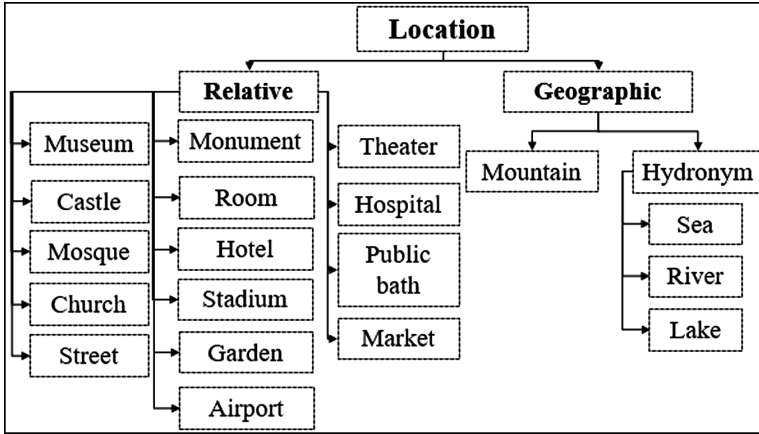 Location
Relative
Geographic
Museum
Castle
Mosque
Church
Street
Monument
Room
Hotel
Stadium
Garden
Airport
Theater
Hospital
Public
bath
Market
Mountain
Hydronym
Sea
River
Lake